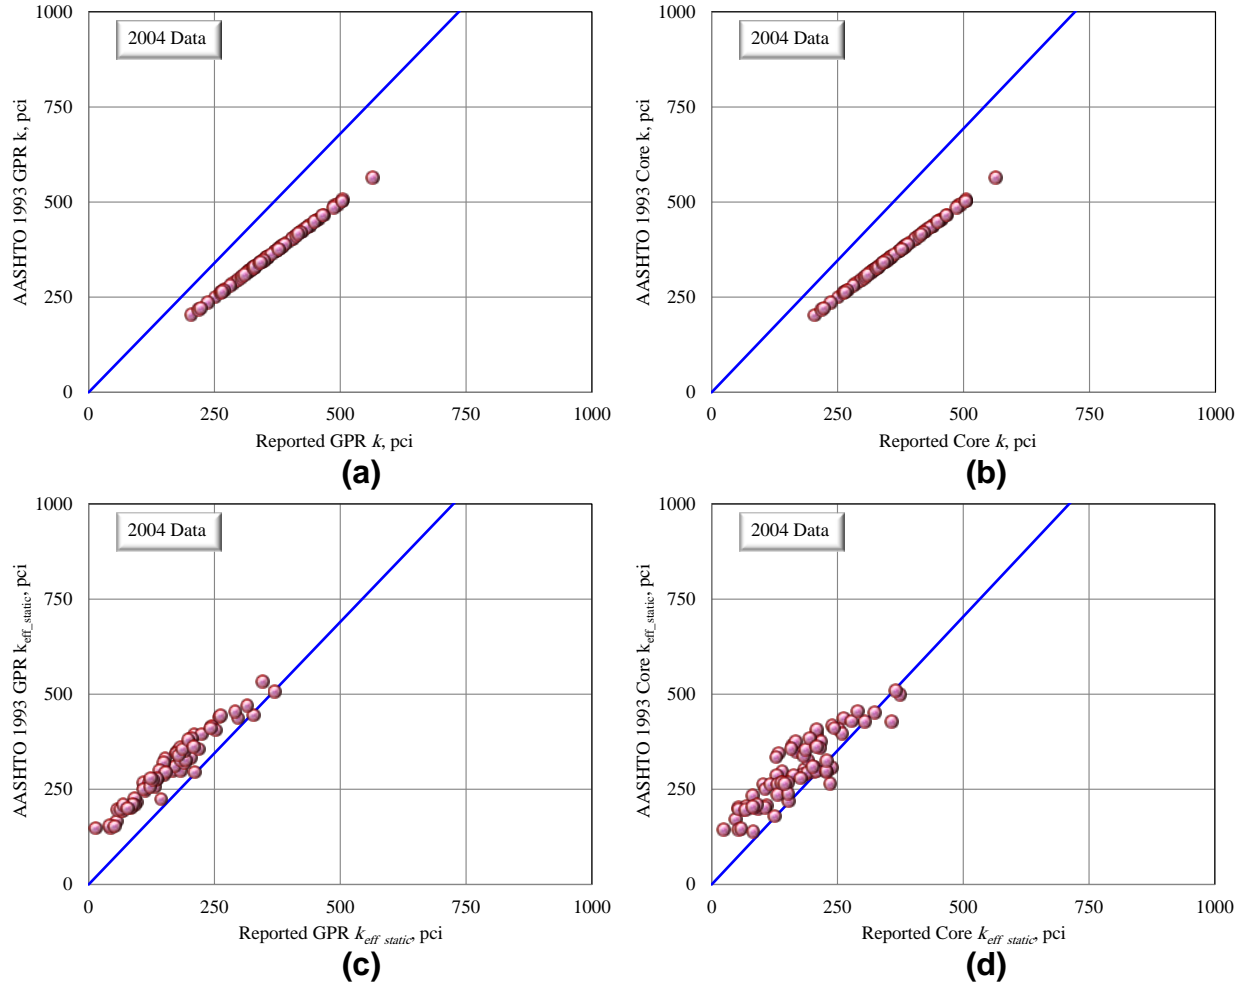 1000
2004 Data
750
500
250
0
AASHTO 1993 GPR k, pci
0 250 500 750 1000
Reported GPR k, pci
(a)
1000
2004 Data
750
500
250
0
AASHTO 1993 Core k, pci
0 250 500 750 1000
Reported Core k, pci
(b)
1000
2004 Data
750
500
250
0
AASHTO 1993 GPR keff_static, pci
0 250 500 750 1000
Reported GPR keff static, pci
(c)
1000
2004 Data
750
500
250
0
AASHTO 1993 Core keff_static, pci
0 250 500 750 1000
Reported Core keff static, pci
(d)